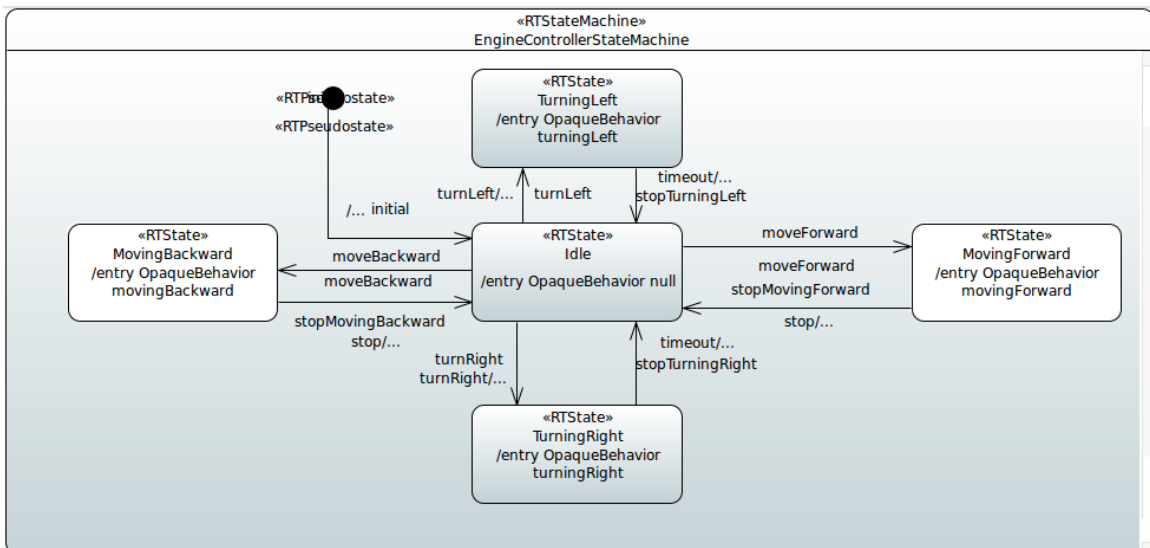 «RTStateMachine»
EngineControllerStateMachine
«RTState»
TurningLeft
/entry OpaqueBehavior
turningLeft
«RTPseudostate»
«RTPseudostate»
turnLeft/... turnLeft
timeout/...
stopTurningLeft
/... initial
«RTState»
MovingBackward
/entry OpaqueBehavior
movingBackward
moveBackward
moveBackward
stopMovingBackward
stop/...
«RTState»
Idle
/entry OpaqueBehavior null
moveForward
moveForward
stopMovingForward
stop/...
«RTState»
MovingForward
/entry OpaqueBehavior
movingForward
turnRight
turnRight/...
timeout/...
stopTurningRight
«RTState»
TurningRight
/entry OpaqueBehavior
turningRight